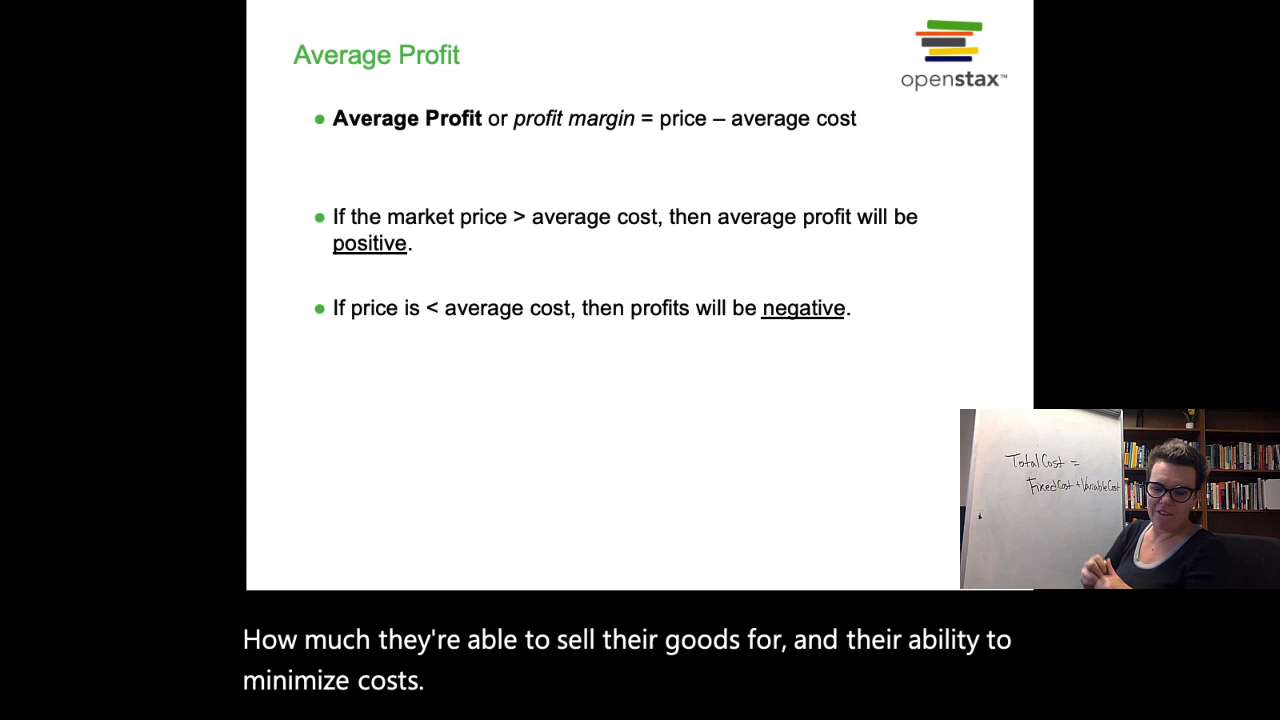 Average Profit
openstax™
● Average Profit or profit margin = price – average cost
● If the market price > average cost, then average profit will be
positive.
● If price is < average cost, then profits will be negative.
Total Cost =
Fixed Cost + Variable Cost
How much they're able to sell their goods for, and their ability to
minimize costs.